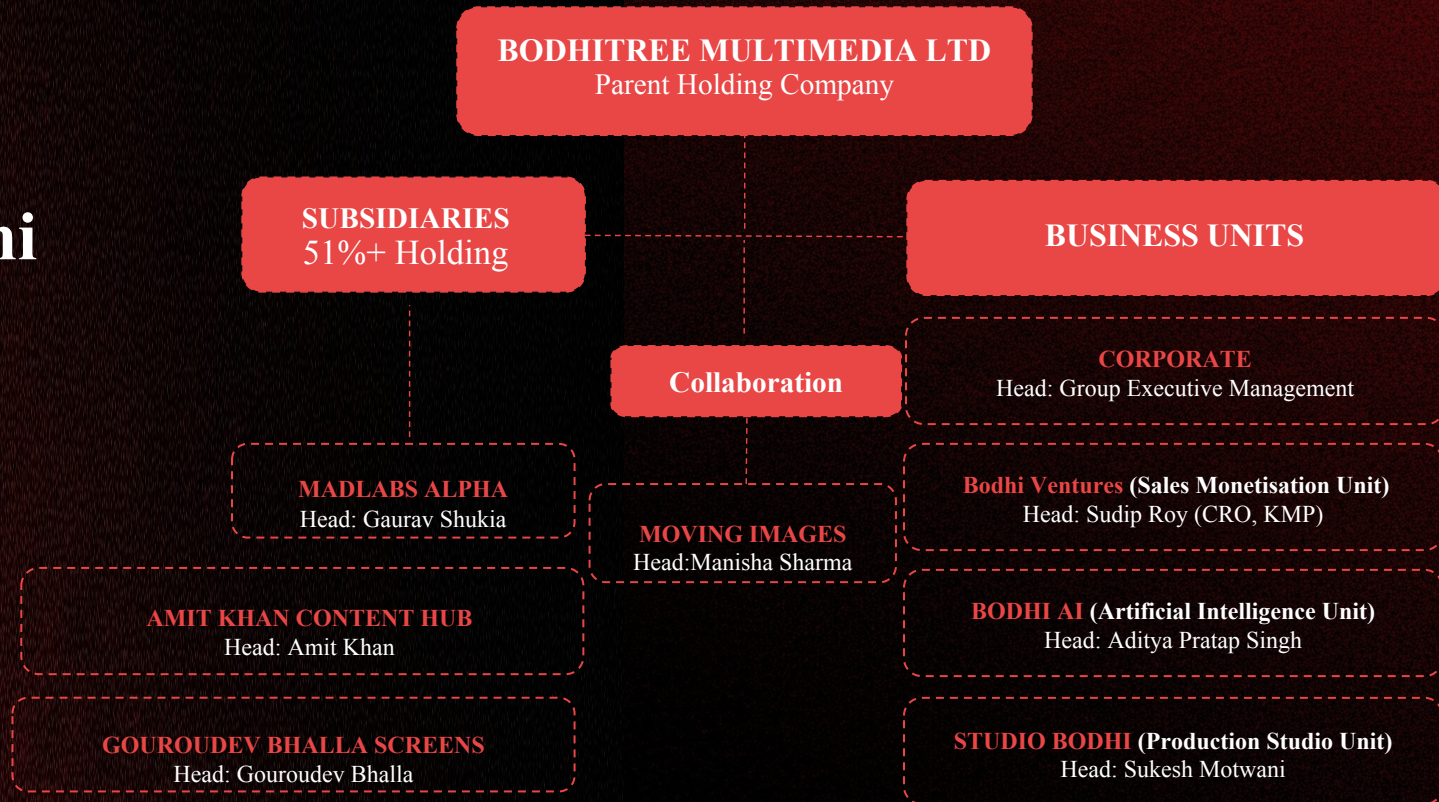 BODHITREE MULTIMEDIA LTD
Parent Holding Company
SUBSIDIARIES
51%+ Holding
BUSINESS UNITS
Collaboration
CORPORATE
Head: Group Executive Management
MADLABS ALPHA
Head: Gaurav Shukia
MOVING IMAGES
Head:Manisha Sharma
Bodhi Ventures (Sales Monetisation Unit)
Head: Sudip Roy (CRO, KMP)
AMIT KHAN CONTENT HUB
Head: Amit Khan
BODHI AI (Artificial Intelligence Unit)
Head: Aditya Pratap Singh
GOUROUDEV BHALLA SCREENS
Head: Gouroudev Bhalla
STUDIO BODHI (Production Studio Unit)
Head: Sukesh Motwani